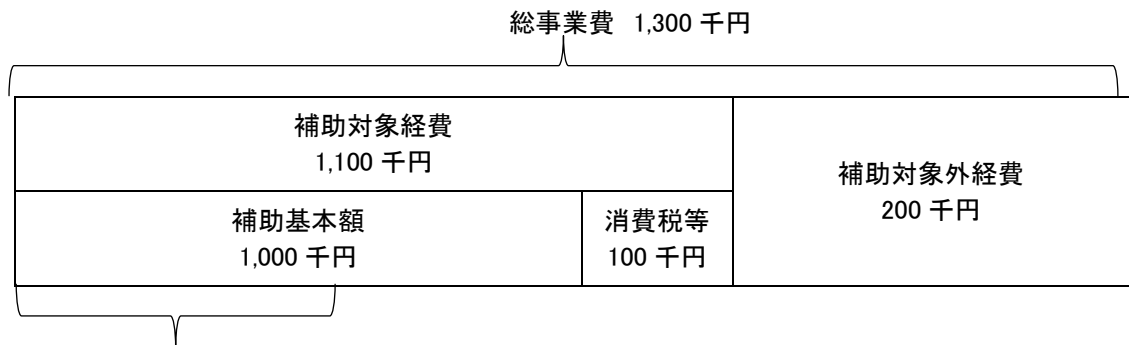 総事業費 1,300 千円
補助対象経費
1,100 千円
補助対象外経費
200 千円
補助基本額
1,000 千円
消費税等
100 千円